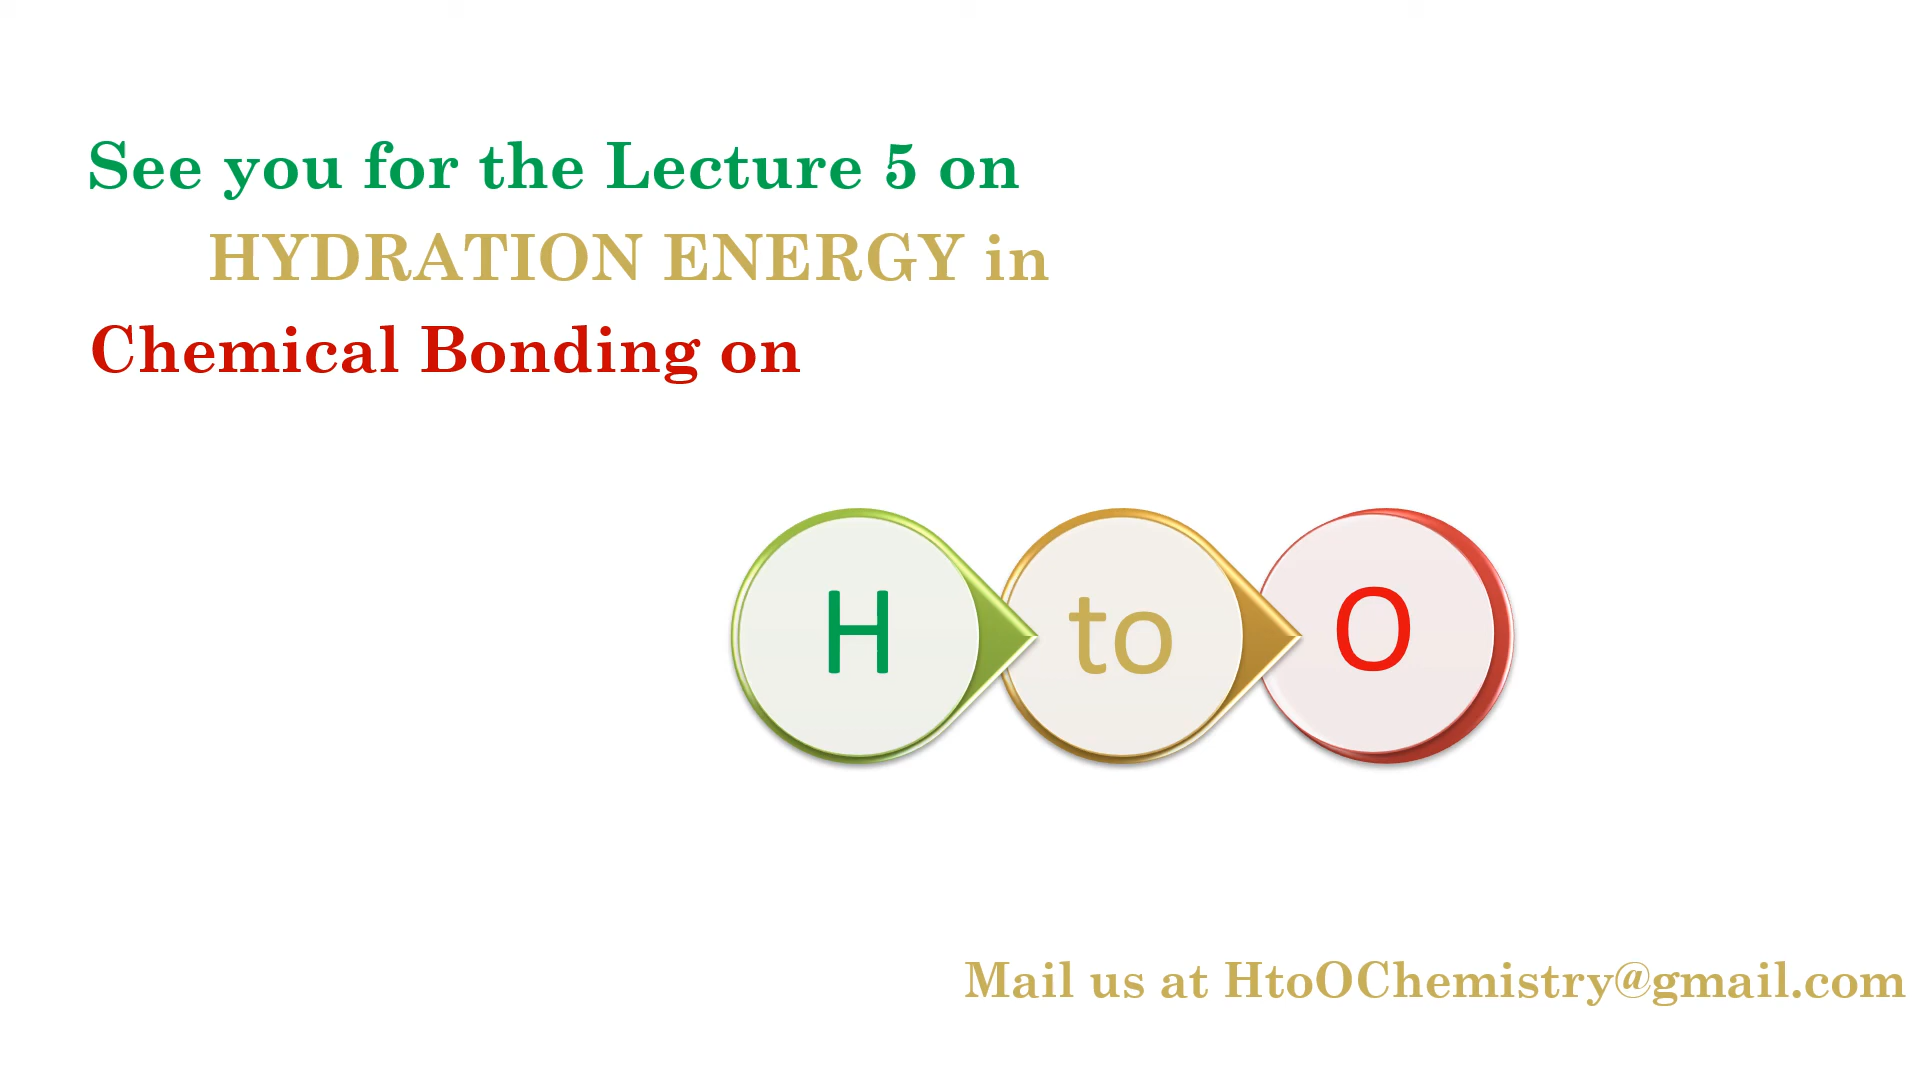 See you for the Lecture 5 on
HYDRATION ENERGY in
Chemical Bonding on
H to O
Mail us at HtoOChemistry@gmail.com